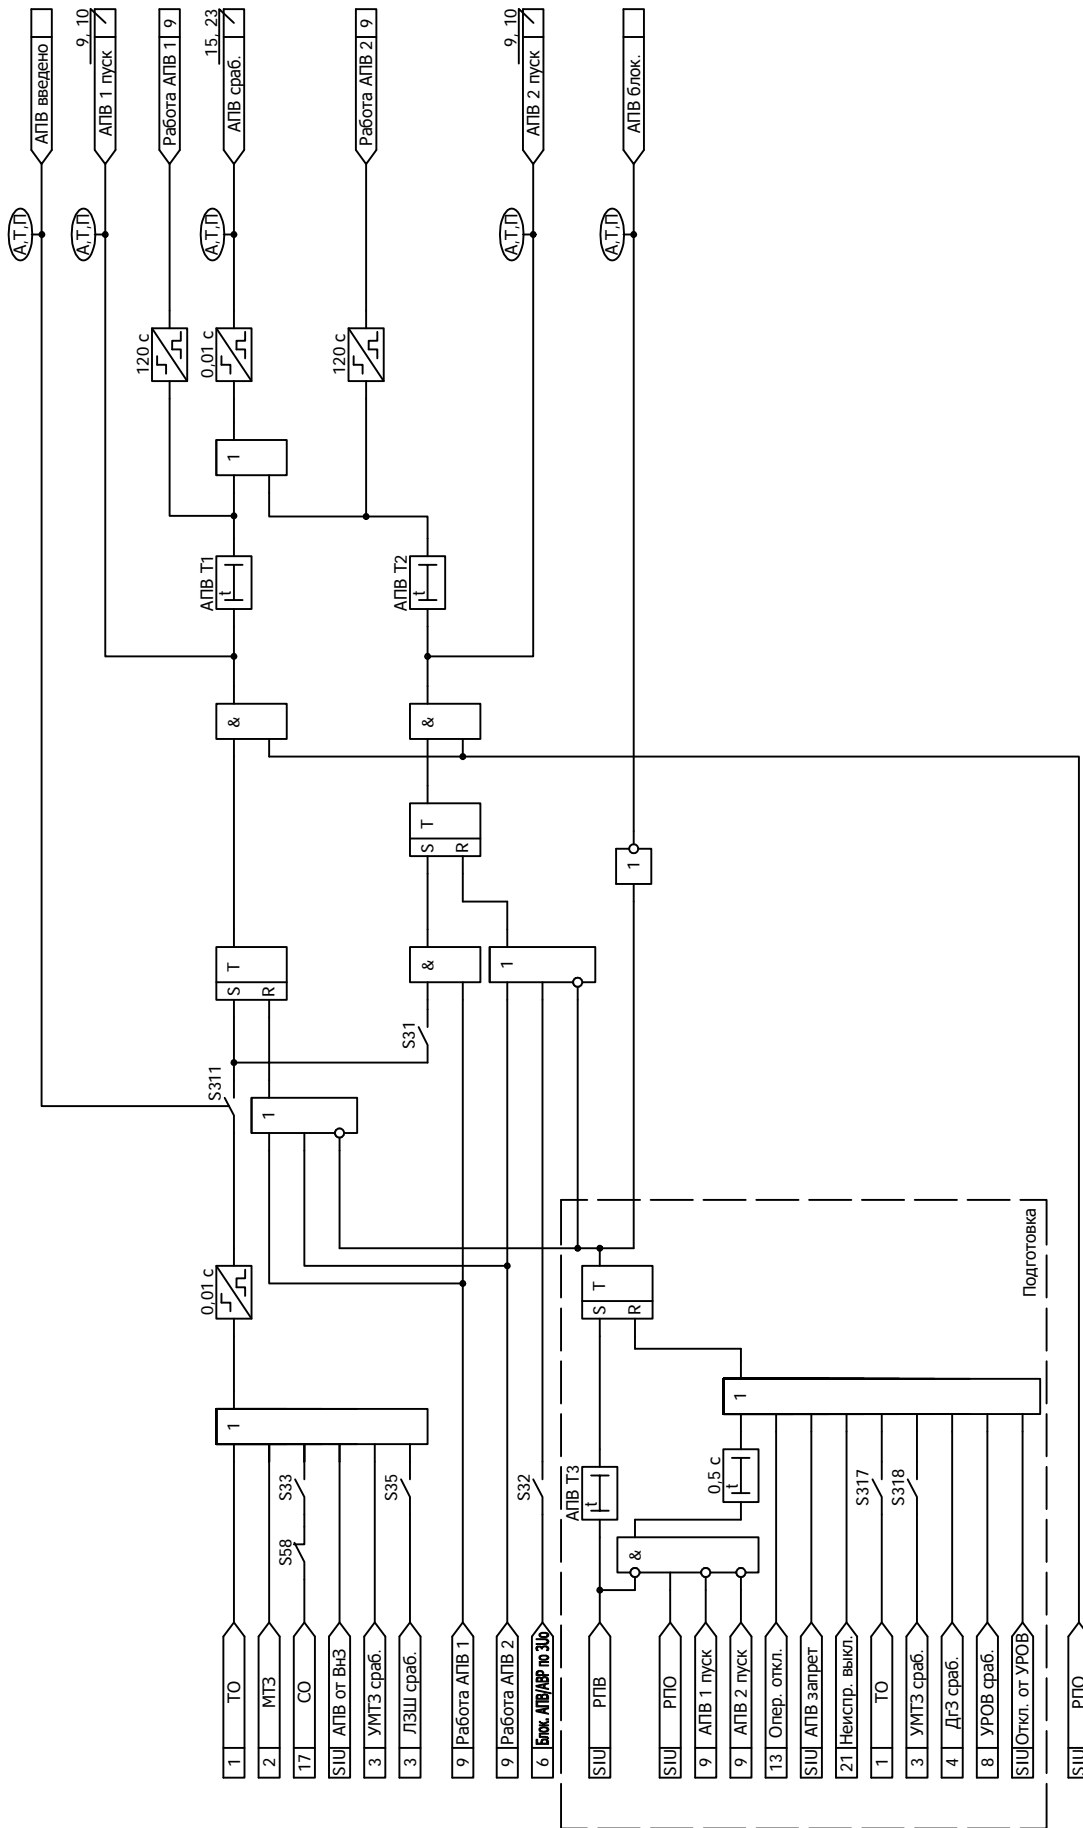 АПВ введено
9, 10
АПВ 1 пуск
Работа АПВ 1 9
15, 23
АПВ сраб.
Работа АПВ 2 9
9, 10
АПВ 2 пуск
АПВ блок.
А,Т,П
А,Т,П
А,Т,П
А,Т,П
А,Т,П
120 с
0,01 с
120 с
1
АПВ Т1
t
АПВ Т2
t
&
&
S T
R
1
S T
R
&
1
S31
S311
1
0,01 с
S T
R
Подготовка
1
1
S33
S58
S35
S32
АПВ Т3
t
0,5 с
t
S317
S318
&
1 ТО
2 МТЗ
17 СО
SIU АПВ от ВнЗ
3 УМТЗ сраб.
3 ЛЗШ сраб.
9 Работа АПВ 1
9 Работа АПВ 2
6 Блок. АПВ/АВР по 3U0
SIU РПВ
SIU РПО
9 АПВ 1 пуск
9 АПВ 2 пуск
13 Опер. откл.
SIU АПВ запрет
21 Неиспр. выкл.
1 ТО
3 УМТЗ сраб.
4 ДгЗ сраб.
8 УРОВ сраб.
SIU Откл. от УРОВ
SIU РПО